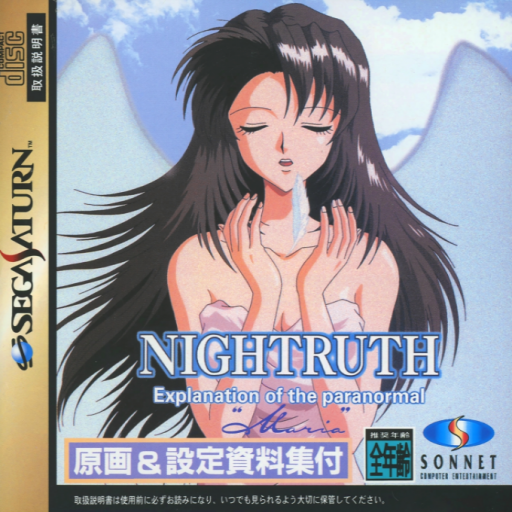 COMPACT
disc
取扱説明書
SEGA SATURN™
NIGHTRUTH
Explanation of the paranormal
"Maria"
原画&設定資料集付
推奨年齢
全年齢
SONNET
COMPUTER ENTERTAINMENT
取扱説明書は使用前に必ずお読みになり、いつでも見られるよう大切に保管してください。